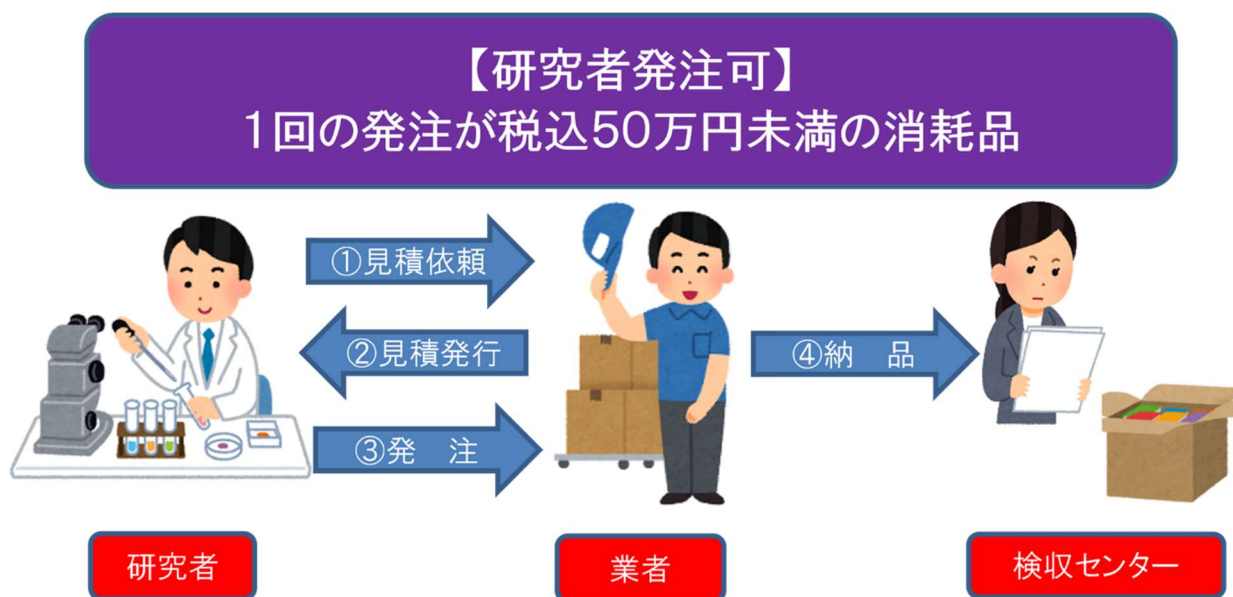 【研究者発注可】
1回の発注が税込50万円未満の消耗品
①見積依頼
②見積発行
③発　注
④納　品
研究者
業者
検収センター